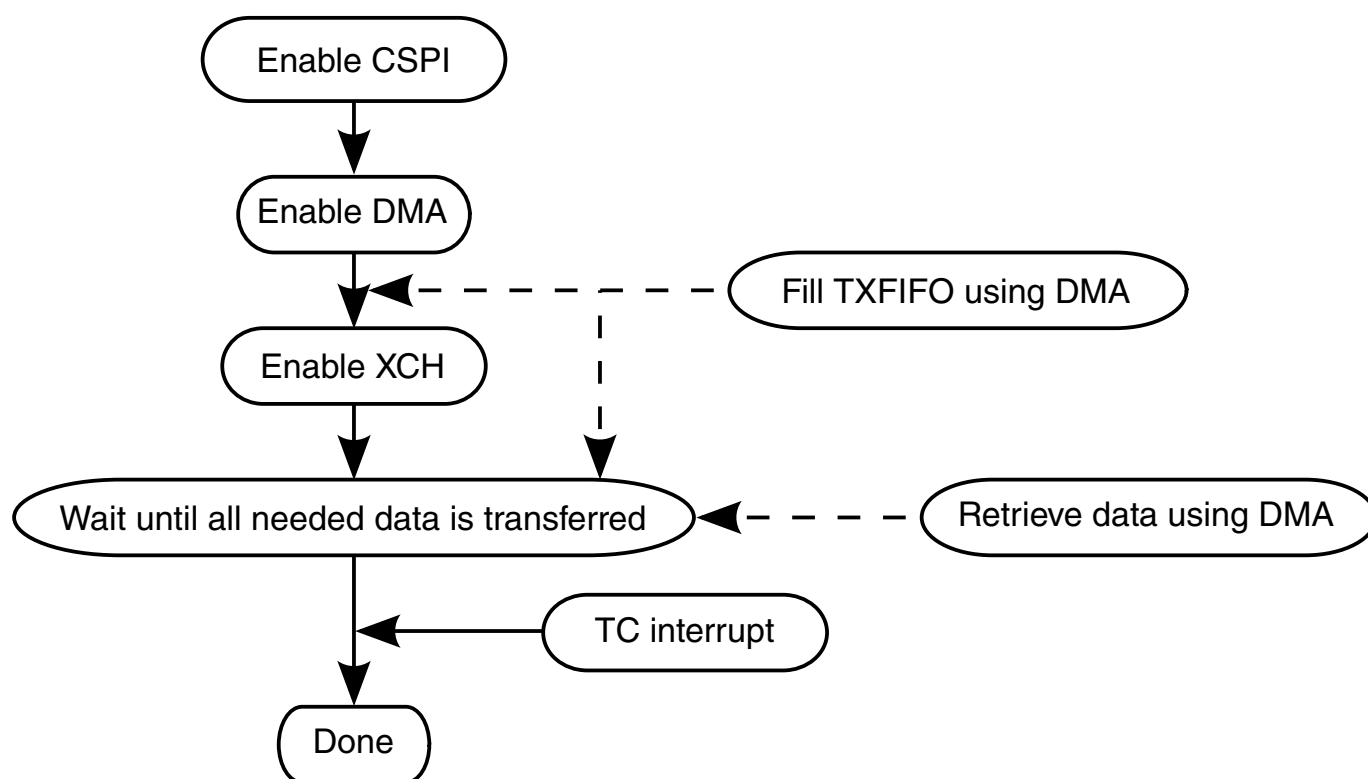 Enable CSPI
Enable DMA
Fill TXFIFO using DMA
Enable XCH
Wait until all needed data is transferred
Retrieve data using DMA
TC interrupt
Done